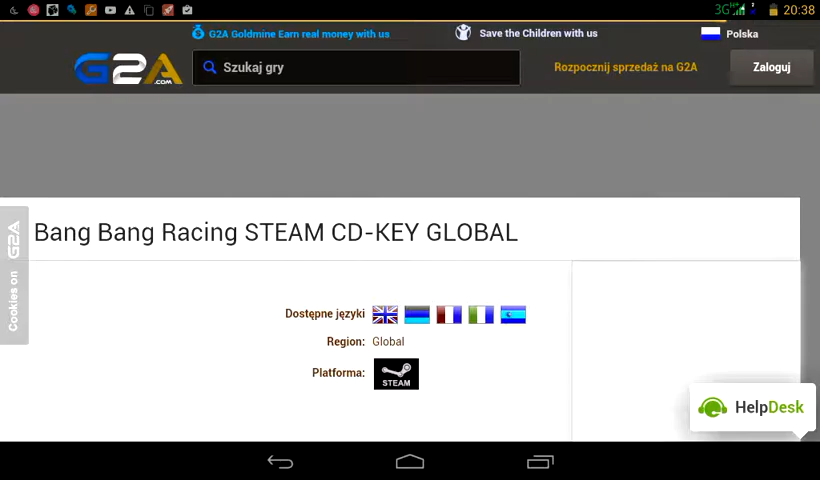 3G H+ 20:38
G2A Goldmine Earn real money with us
Save the Children with us
Polska
G2A.COM
Szukaj gry
Rozpocznij sprzedaż na G2A
Zaloguj
Cookies on G2A
Bang Bang Racing STEAM CD-KEY GLOBAL
Dostępne języki
Region: Global
Platforma: STEAM
HelpDesk